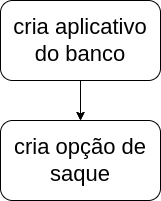 cria aplicativo
do banco
cria opção de
saque